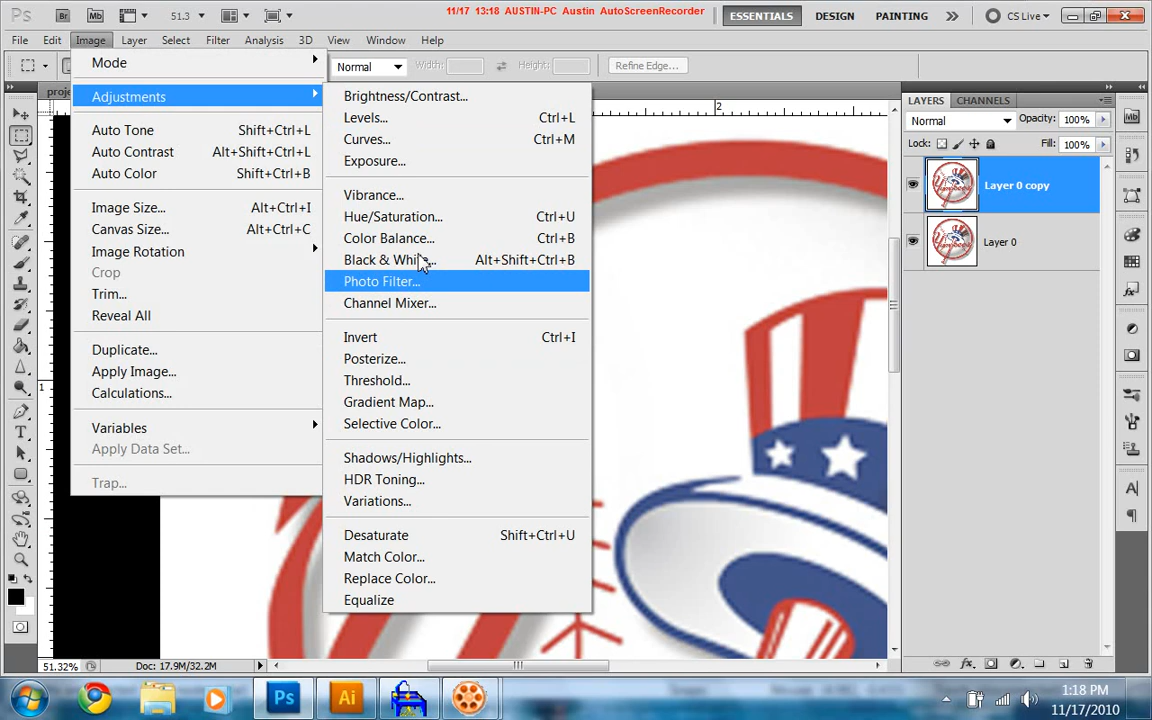 Ps
Br
Mb
51.3
11/17 13:18 AUSTIN-PC Austin AutoScreenRecorder
ESSENTIALS
DESIGN
PAINTING
CS Live
File Edit Image Layer Select Filter Analysis 3D View Window Help
Normal
Width:
Height:
Refine Edge...
Mode
Adjustments
Auto Tone Shift+Ctrl+L
Auto Contrast Alt+Shift+Ctrl+L
Auto Color Shift+Ctrl+B
Image Size... Alt+Ctrl+I
Canvas Size... Alt+Ctrl+C
Image Rotation
Crop
Trim...
Reveal All
Duplicate...
Apply Image...
Calculations...
Variables
Apply Data Set...
Trap...
Brightness/Contrast...
Levels... Ctrl+L
Curves... Ctrl+M
Exposure...
Vibrance...
Hue/Saturation... Ctrl+U
Color Balance... Ctrl+B
Black & White... Alt+Shift+Ctrl+B
Photo Filter...
Channel Mixer...
Invert Ctrl+I
Posterize...
Threshold...
Gradient Map...
Selective Color...
Shadows/Highlights...
HDR Toning...
Variations...
Desaturate Shift+Ctrl+U
Match Color...
Replace Color...
Equalize
2
1
LAYERS CHANNELS
Normal Opacity: 100%
Lock: Fill: 100%
Layer 0 copy
Layer 0
51.32% Doc: 17.9M/32.2M
Ps
Ai
1:18 PM
11/17/2010